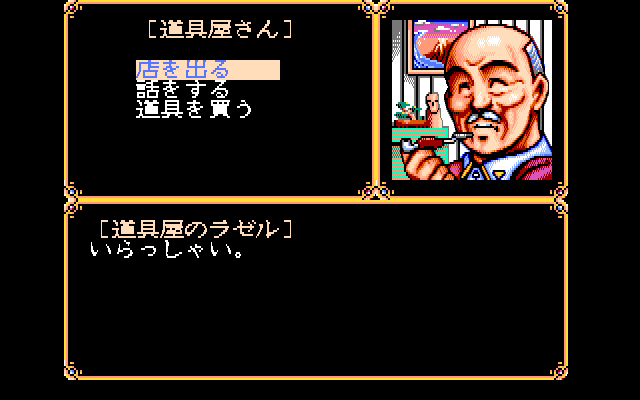 [道具屋さん]
店を出る
話をする
道具を買う
[道具屋のラゼル]
いらっしゃい。